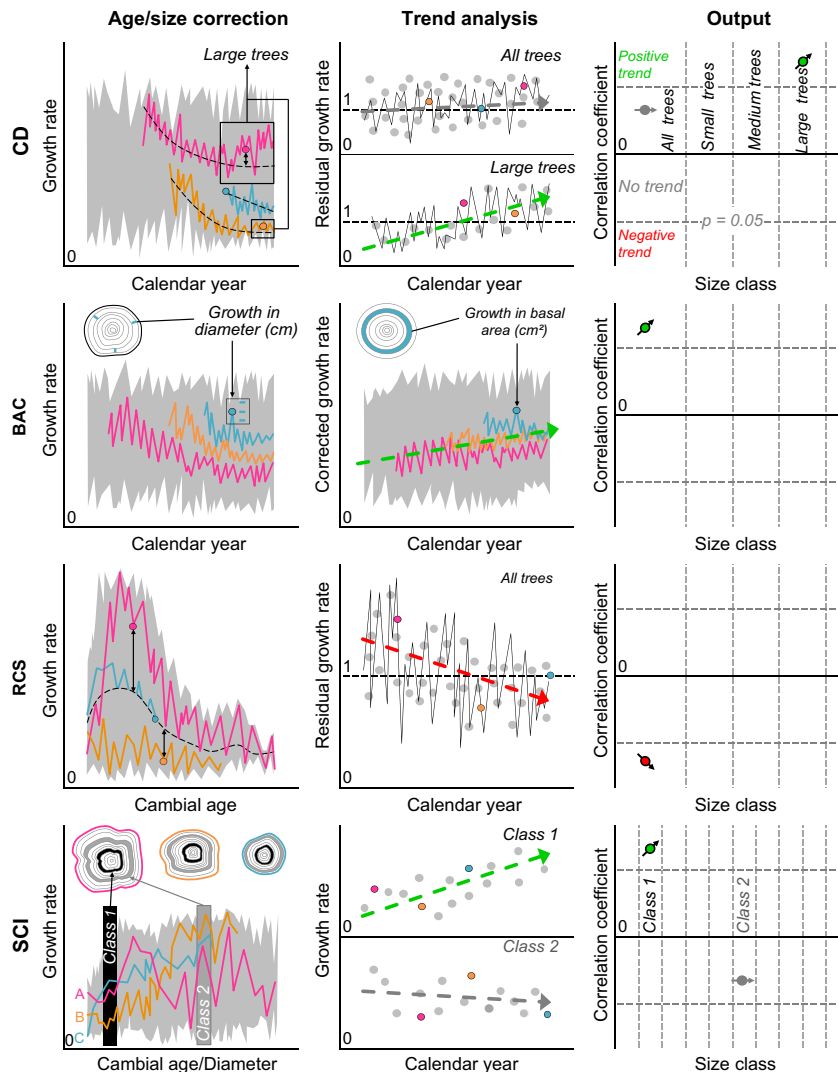 Age/size correction
Trend analysis
Output
CD
Growth rate
Large trees
0
Calendar year
Residual growth rate
All trees
1
0
Large trees
1
0
Calendar year
Correlation coefficient
Positive
trend
0
All trees
Small trees
Medium trees
Large trees
No trend
p = 0.05
Negative
trend
Size class
BAC
Growth rate
Growth in
diameter (cm)
0
Calendar year
Corrected growth rate
Growth in basal
area (cm²)
0
Calendar year
Correlation coefficient
0
Size class
RCS
Growth rate
0
Cambial age
Residual growth rate
All trees
1
0
Calendar year
Correlation coefficient
0
Size class
SCI
Growth rate
Class 1
Class 2
A
B
C
0
Cambial age/Diameter
Growth rate
Class 1
0
Class 2
0
Calendar year
Correlation coefficient
0
Class 1
Class 2
Size class